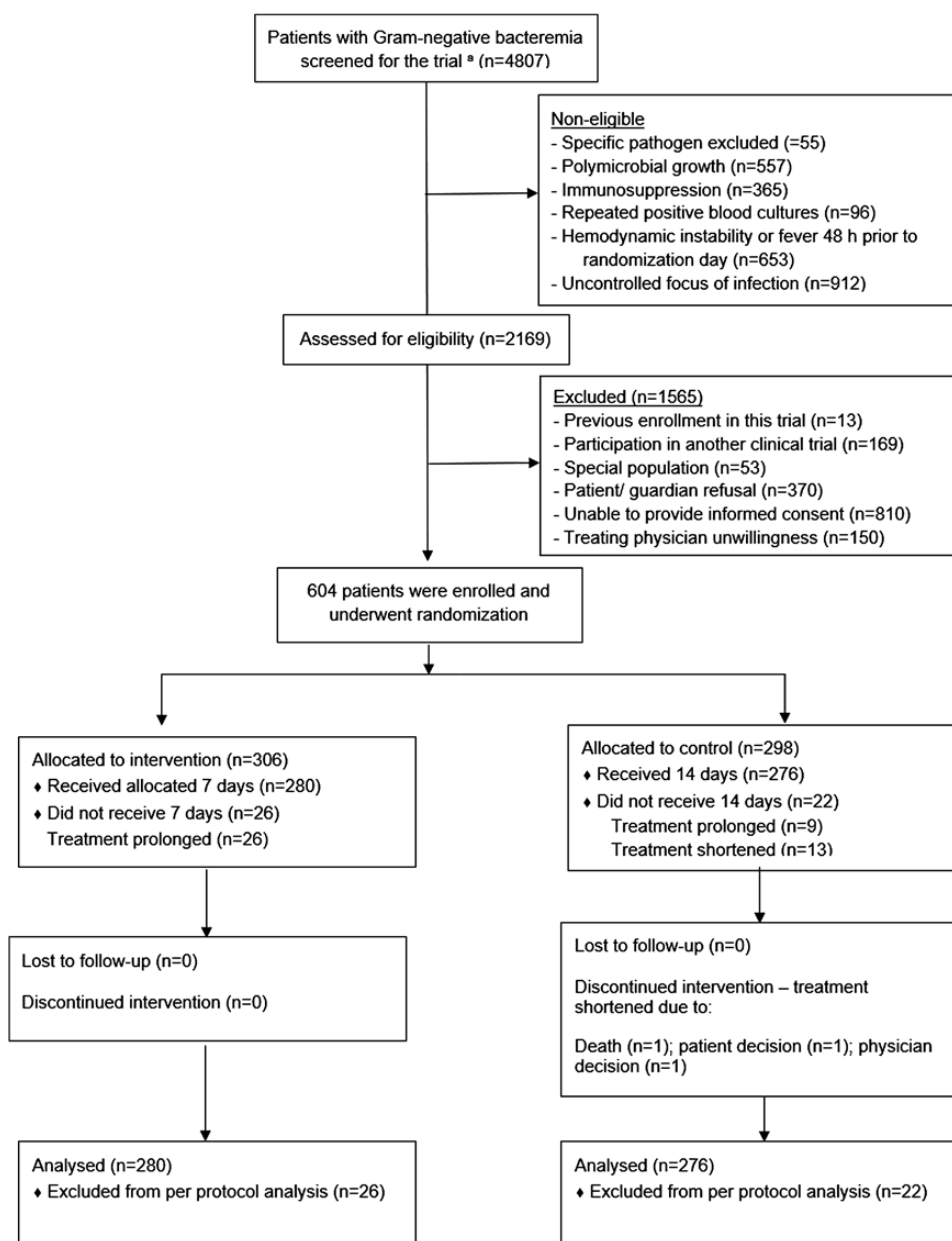 Patients with Gram-negative bacteremia
screened for the trial ª (n=4807)
Non-eligible
- Specific pathogen excluded (=55)
- Polymicrobial growth (n=557)
- Immunosuppression (n=365)
- Repeated positive blood cultures (n=96)
- Hemodynamic instability or fever 48 h prior to
randomization day (n=653)
- Uncontrolled focus of infection (n=912)
Assessed for eligibility (n=2169)
Excluded (n=1565)
- Previous enrollment in this trial (n=13)
- Participation in another clinical trial (n=169)
- Special population (n=53)
- Patient/ guardian refusal (n=370)
- Unable to provide informed consent (n=810)
- Treating physician unwillingness (n=150)
604 patients were enrolled and
underwent randomization
Allocated to intervention (n=306)
♦ Received allocated 7 days (n=280)
♦ Did not receive 7 days (n=26)
Treatment prolonged (n=26)
Allocated to control (n=298)
♦ Received 14 days (n=276)
♦ Did not receive 14 days (n=22)
Treatment prolonged (n=9)
Treatment shortened (n=13)
Lost to follow-up (n=0)
Discontinued intervention (n=0)
Lost to follow-up (n=0)
Discontinued intervention – treatment
shortened due to:
Death (n=1); patient decision (n=1); physician
decision (n=1)
Analysed (n=280)
♦ Excluded from per protocol analysis (n=26)
Analysed (n=276)
♦ Excluded from per protocol analysis (n=22)